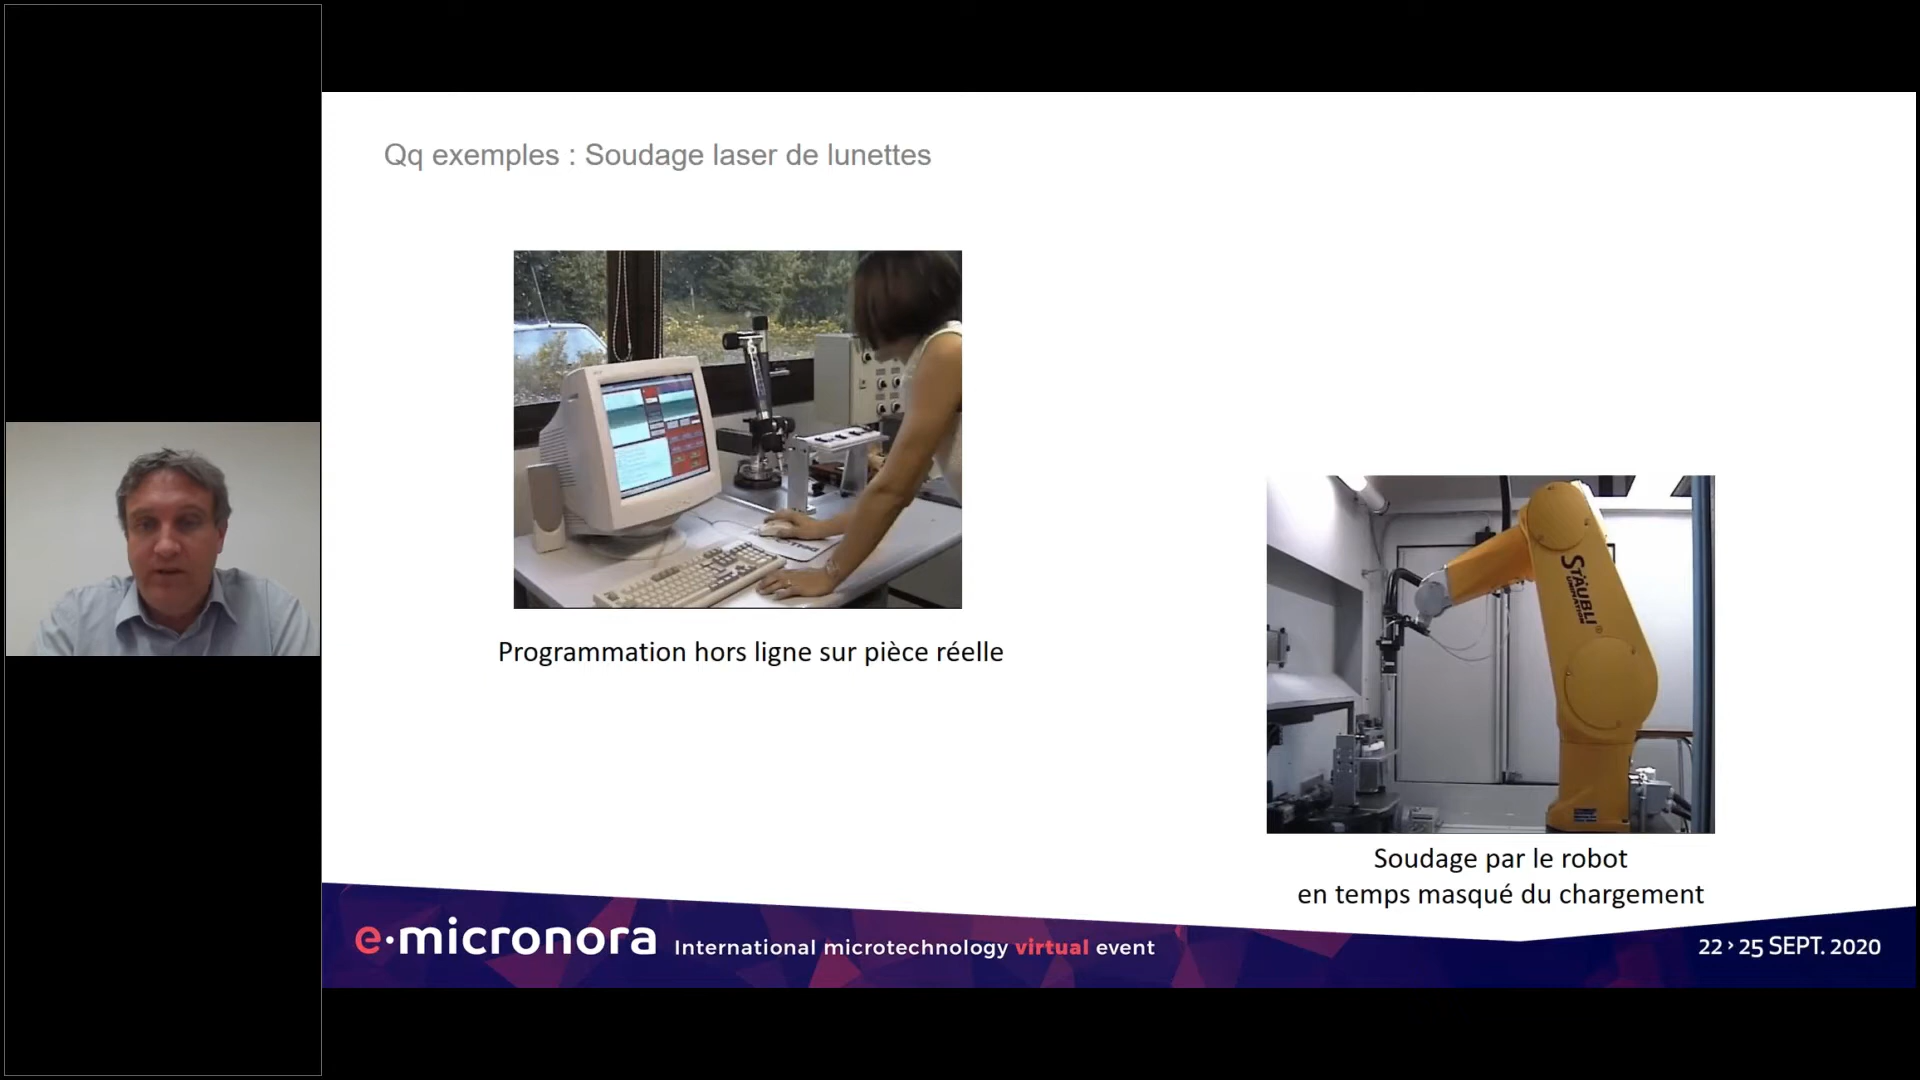 Qq exemples : Soudage laser de lunettes
Programmation hors ligne sur pièce réelle
STÄUBLI
UNIMATION
Soudage par le robot
en temps masqué du chargement
e·micronora International microtechnology virtual event
22 > 25 SEPT. 2020